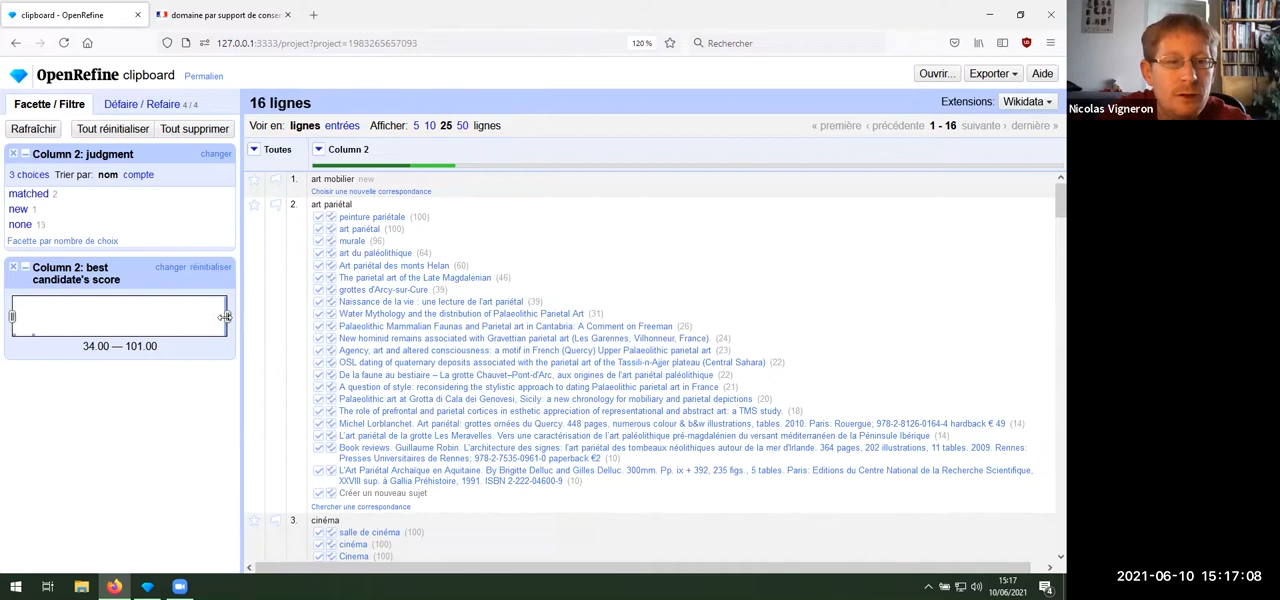 clipboard - OpenRefine
domaine par support de conse
127.0.0.1:3333/project?project=1983265657093
120 %
Rechercher
OpenRefine clipboard Permalien
Ouvrir... Exporter Aide
Facette / Filtre Défaire / Refaire 4 / 4
16 lignes
Extensions: Wikidata
Rafraîchir Tout réinitialiser Tout supprimer
Voir en: lignes entrées Afficher: 5 10 25 50 lignes
« première ‹ précédente 1 - 16 suivante › dernière »
Column 2: judgment changer
3 choices Trier par: nom compte
matched 2
new 1
none 13
Facette par nombre de choix
Column 2: best candidate's score changer réinitialiser
34.00 — 101.00
Toutes Column 2
1. art mobilier new
Choisir une nouvelle correspondance
2. art pariétal
peinture pariétale (100)
art pariétal (100)
murale (96)
art du paléolithique (64)
Art pariétal des monts Helan (60)
The parietal art of the Late Magdalenian (46)
grottes d'Arcy-sur-Cure (39)
Naissance de la vie : une lecture de l'art pariétal (39)
Water Mythology and the distribution of Palaeolithic Parietal Art (31)
Palaeolithic Mammalian Faunas and Parietal Art in Cantabria: A Comment on Freeman (26)
New hominid remains associated with Gravettian parietal art (Les Garennes, Vilhonneur, France). (24)
Agency, art and altered consciousness: a motif in French (Quercy) Upper Palaeolithic parietal art (23)
OSL dating of quaternary deposits associated with the parietal art of the Tassili-n-Ajjer plateau (Central Sahara) (22)
De la faune au bestiaire – La grotte Chauvet–Pont-d'Arc, aux origines de l'art pariétal paléolithique (22)
A question of style: reconsidering the stylistic approach to dating Palaeolithic parietal art in France (21)
Palaeolithic art at Grotta di Cala dei Genovesi, Sicily: a new chronology for mobiliary and parietal depictions (20)
The role of prefrontal and parietal cortices in esthetic appreciation of representational and abstract art: a TMS study. (18)
Michel Lorblanchet. Art pariétal: grottes ornées du Quercy. 448 pages, numerous colour & b&w illustrations, tables. 2010. Paris: Rouergue; 978-2-8126-0164-4 hardback € 49 (14)
L'art pariétal de la grotte Les Merveilles. Vers une caractérisation de l'art paléolithique pré-magdalénien du versant méditerranéen de la Péninsule Ibérique (14)
Book reviews. Guillaume Robin. L'architecture des signes: l'art pariétal des tombeaux néolithiques autour de la mer d'Irlande. 364 pages, 202 illustrations, 11 tables. 2009. Rennes:
Presses Universitaires de Rennes; 978-2-7535-0961-0 paperback €2 (10)
L'Art Pariétal Archaïque en Aquitaine. By Brigitte Delluc and Gilles Delluc. 300mm. Pp. ix + 392, 235 figs., 5 tables. Paris: Editions du Centre National de la Recherche Scientifique,
XXVIII sup. à Gallia Préhistoire, 1991. ISBN 2-222-04600-9 (10)
Créer un nouveau sujet
Chercher une correspondance
3. cinéma
salle de cinéma (100)
cinéma (100)
Cinema (100)
Nicolas Vigneron
15:17
10/06/2021
4
2021-06-10 15:17:08